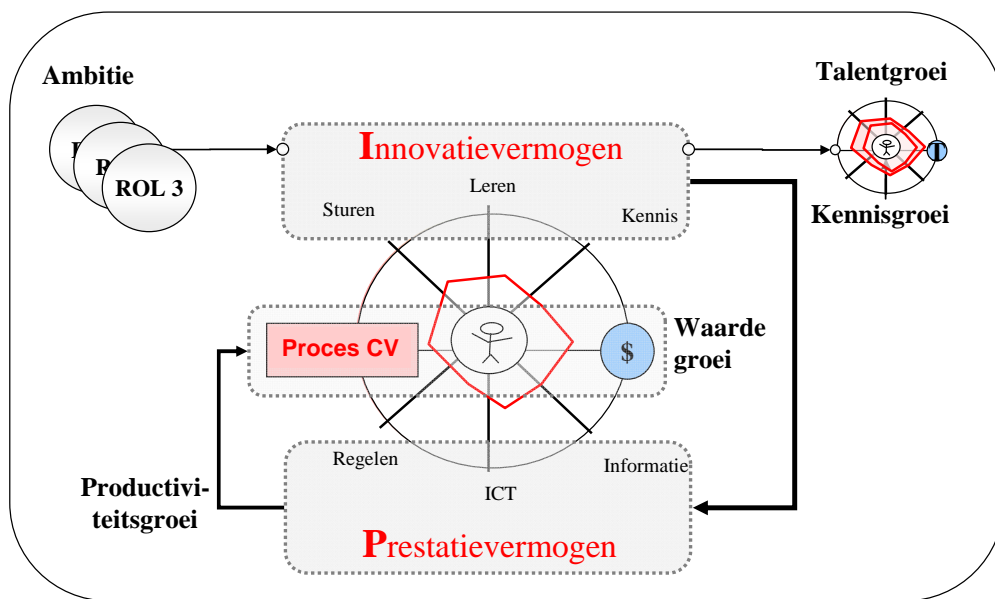 Ambitie
Talentgroei
Innovatievermogen
R
ROL 3
T
Leren
Sturen
Kennis
Kennisgroei
Proces CV
$
Waarde
groei
Regelen
Informatie
ICT
Productivi-
teitsgroei
Prestatievermogen